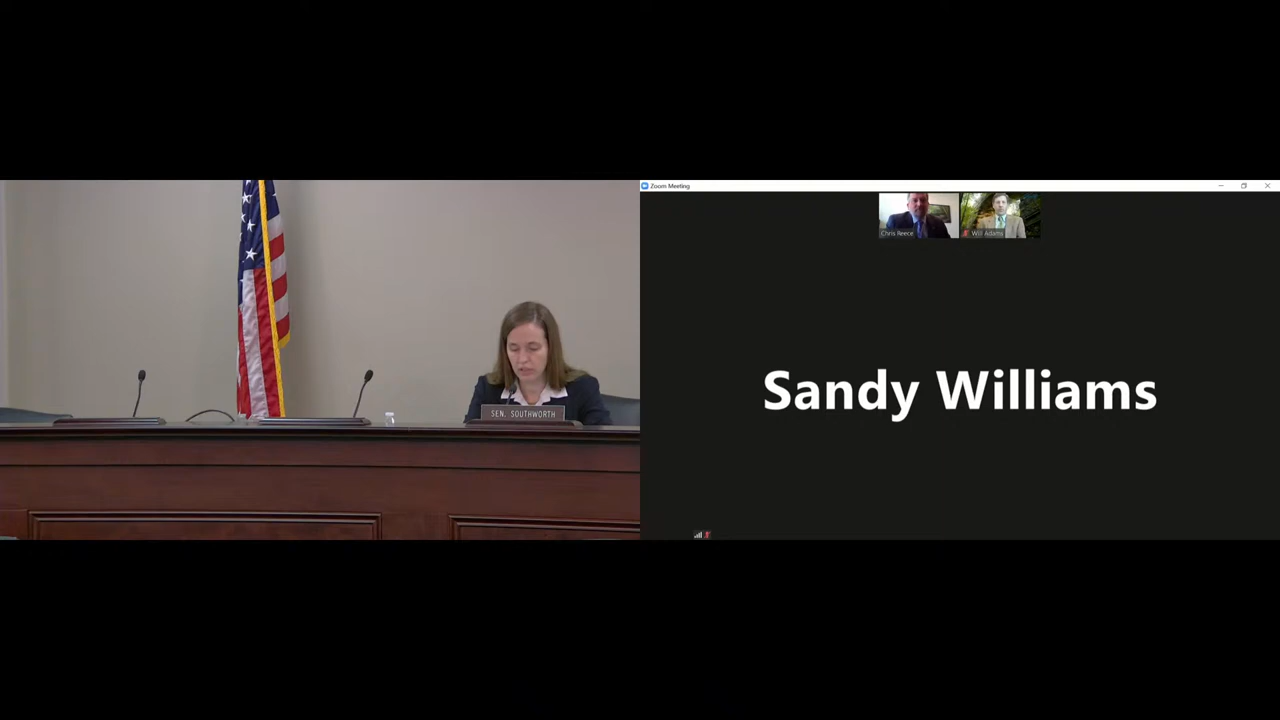 SEN. SOUTHWORTH
Zoom Meeting
Chris Reece
Will Adams
Sandy Williams